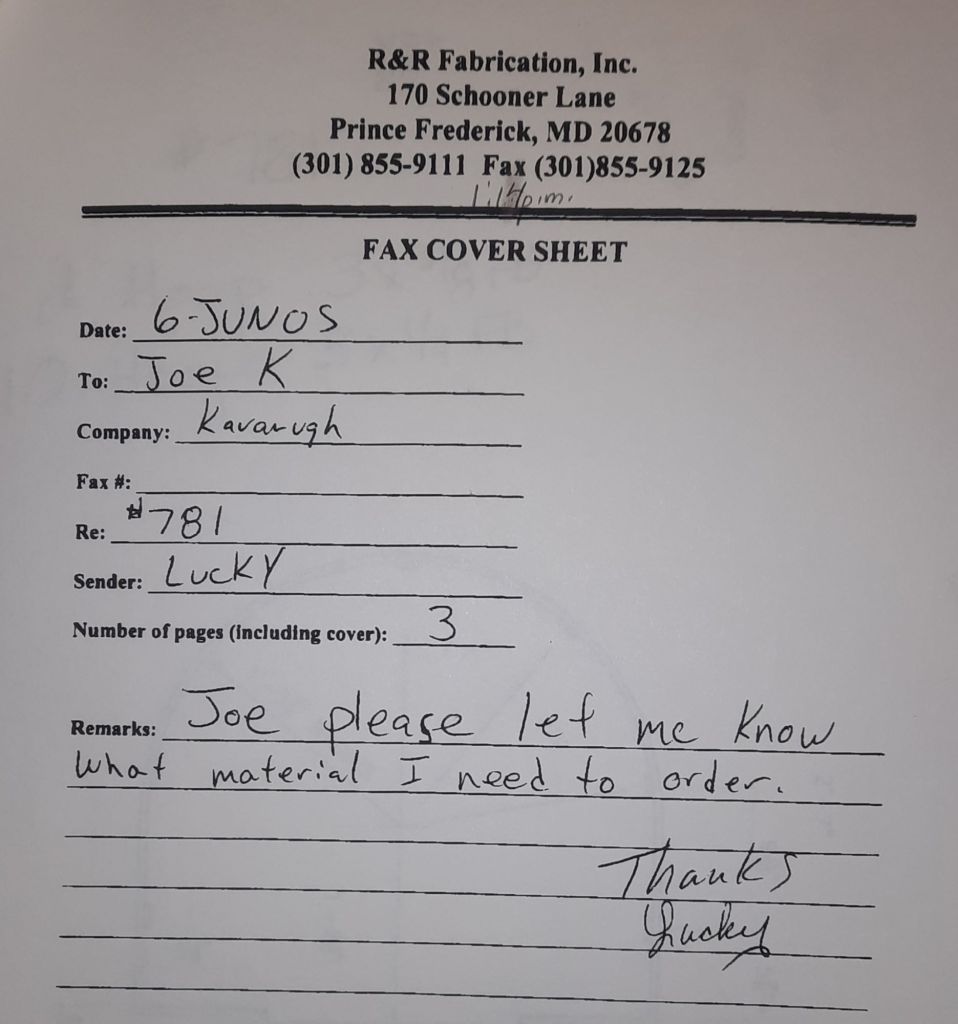 R&R Fabrication, Inc.
170 Schooner Lane
Prince Frederick, MD 20678
(301) 855-9111 Fax (301)855-9125
FAX COVER SHEET
Date: 6-JUN05
To: Joe K
Company: Kavanugh
Fax #:
Re: #781
Sender: Lucky
Number of pages (including cover): 3
Remarks: Joe please let me know
what material I need to order.
Thanks
Lucky